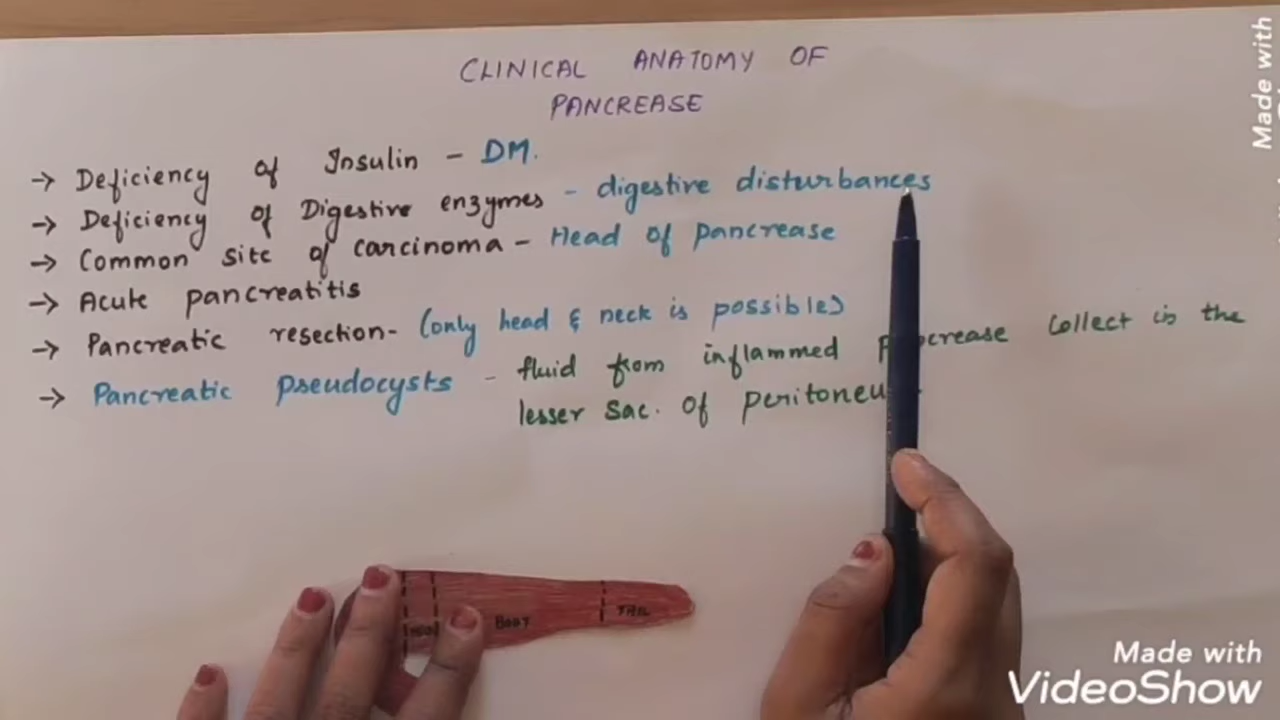 CLINICAL ANATOMY OF
PANCREASE
→ Deficiency of Insulin - DM.
→ Deficiency of Digestive enzymes - digestive disturbances
→ Common site of carcinoma - Head of pancrease
→ Acute pancreatitis
→ Pancreatic resection- (only head & neck is possible)
→ Pancreatic pseudocysts - fluid from inflammed crease collect in the
lesser sac. of peritoneu
BODY
TAIL
Made with
Made with
VideoShow